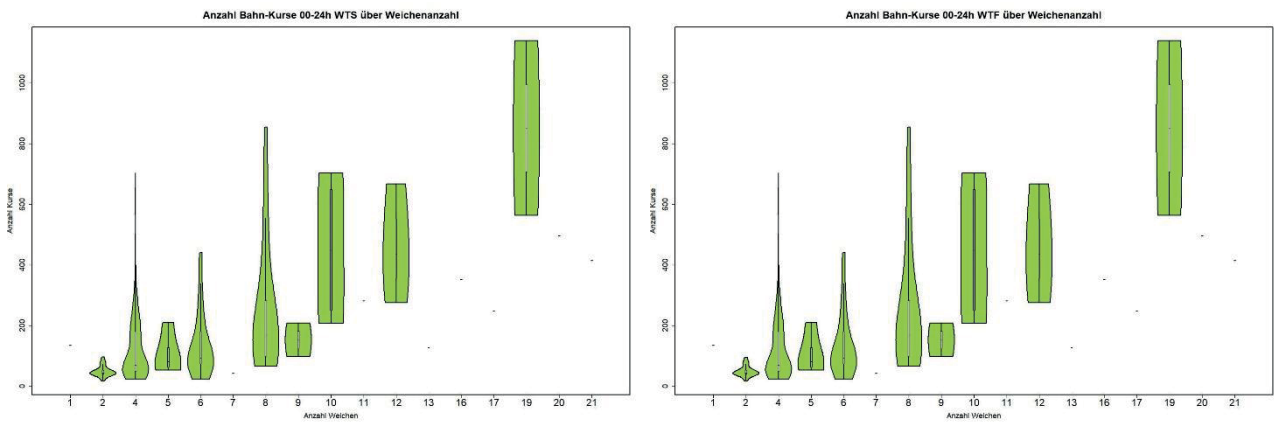 Anzahl Bahn-Kurse 00-24h WTS über Weichenanzahl
Anzahl Kurse
1000
800
600
400
200
0
1 2 4 5 6 7 8 9 10 11 12 13 16 17 19 20 21
Anzahl Weichen
Anzahl Bahn-Kurse 00-24h WTF über Weichenanzahl
Anzahl Kurse
1000
800
600
400
200
0
1 2 4 5 6 7 8 9 10 11 12 13 16 17 19 20 21
Anzahl Weichen